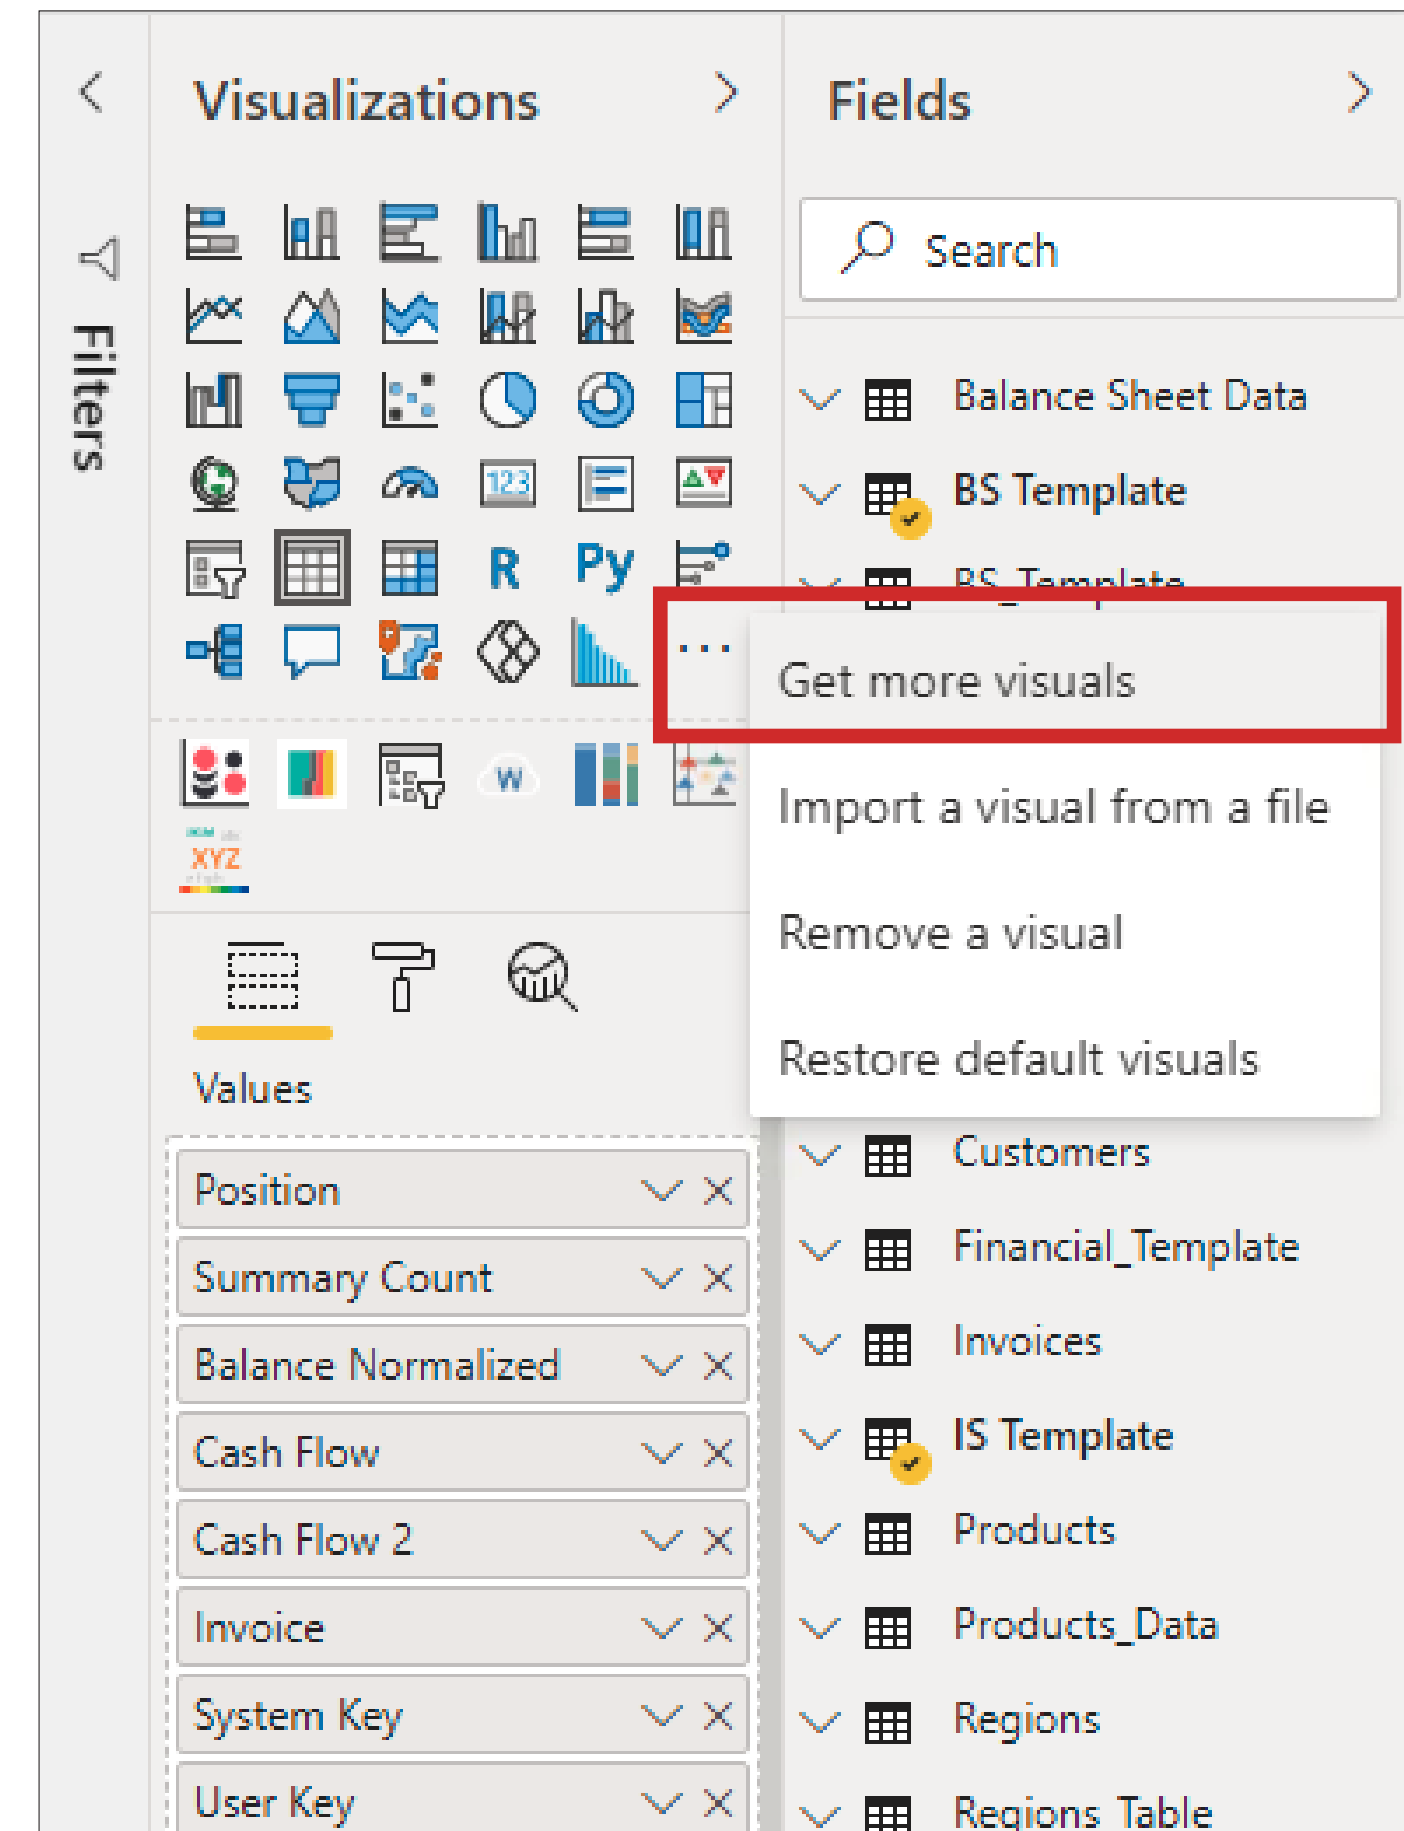 Filters
Visualizations
123
R
Py
...
W
XYZ
Values
Position
Summary Count
Balance Normalized
Cash Flow
Cash Flow 2
Invoice
System Key
User Key
Fields
Search
Balance Sheet Data
BS Template
BS_Template
Get more visuals
Import a visual from a file
Remove a visual
Restore default visuals
Customers
Financial_Template
Invoices
IS Template
Products
Products_Data
Regions
Regions Table